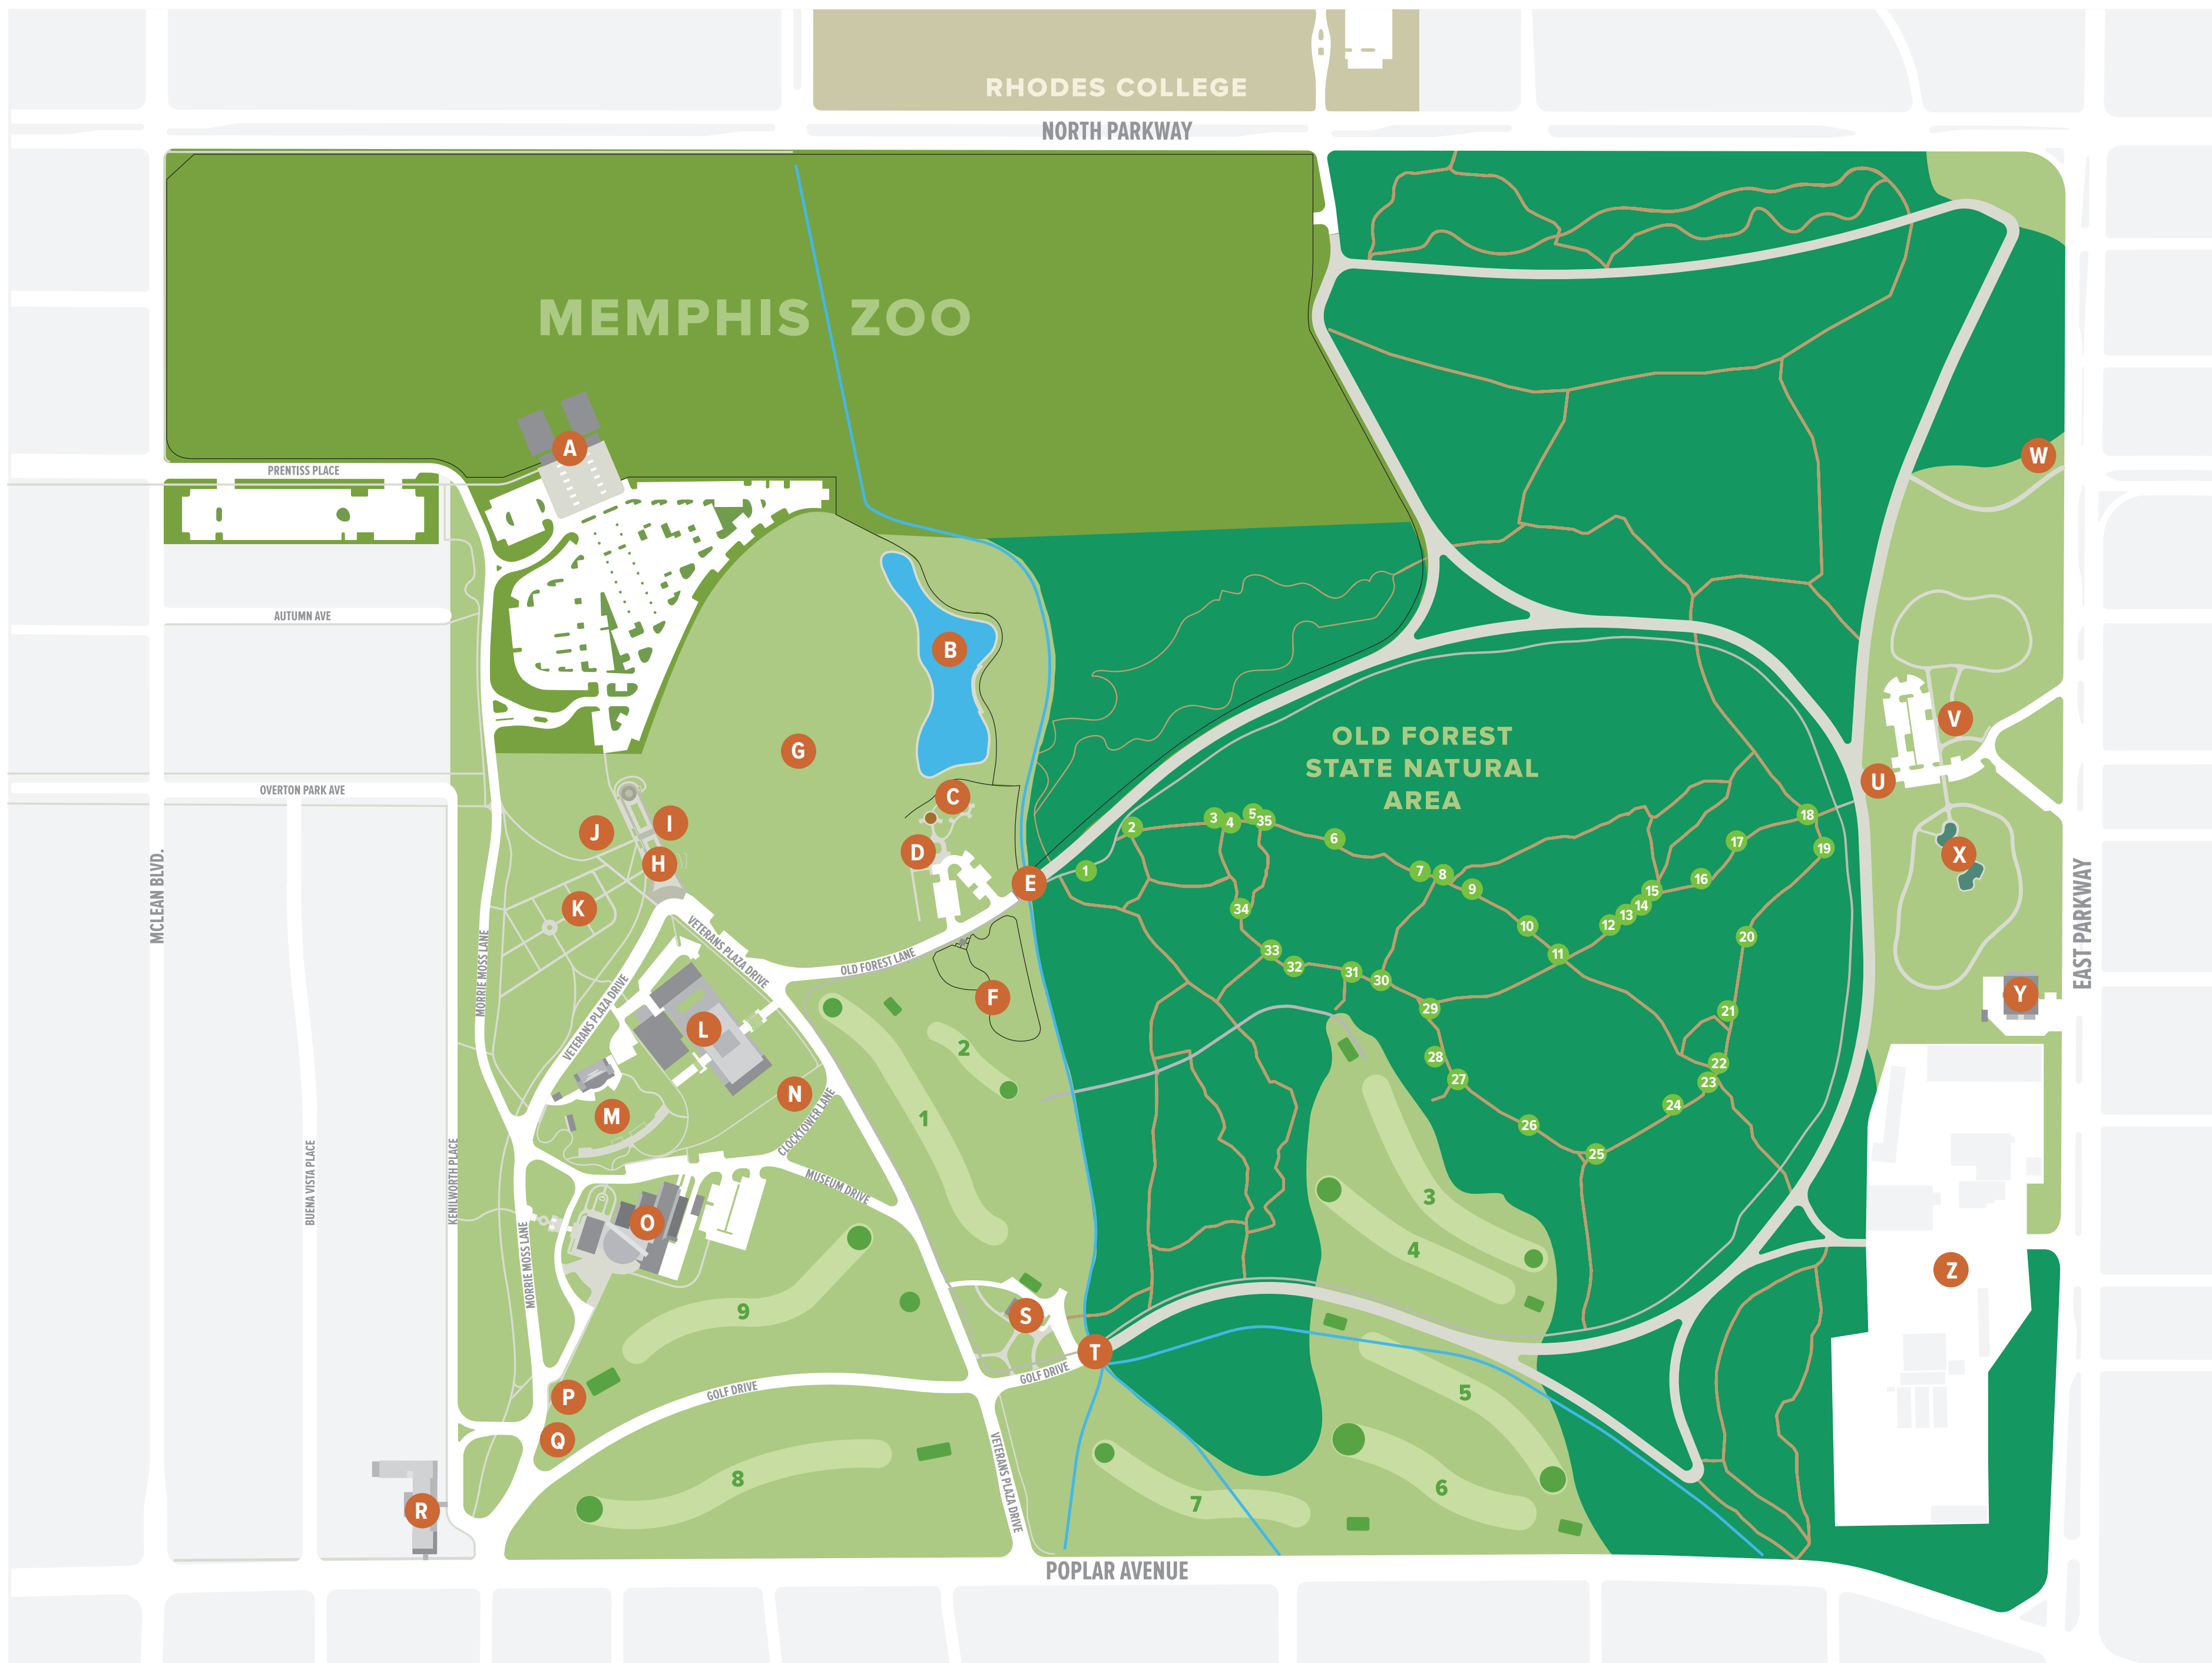 RHODES COLLEGE
NORTH PARKWAY
MEMPHIS ZOO
A
W
PRENTISS PLACE
AUTUMN AVE
B
G
V
OLD FOREST
STATE NATURAL
AREA
U
OVERTON PARK AVE
C
I
J
H
D
E
1
2
3
4
5
35
6
7
8
9
10
11
12
13
14
15
16
17
18
19
20
21
22
23
24
25
26
27
28
29
30
31
32
33
34
X
Y
Z
K
MCLEAN BLVD.
MORRIE MOSS LANE
VETERANS PLAZA DRIVE
VETERANS PLAZA DRIVE
OLD FOREST LANE
EAST PARKWAY
F
L
M
N
CLOCKTOWER LANE
MUSEUM DRIVE
BUENA VISTA PLACE
KENILWORTH PLACE
MORRIE MOSS LANE
O
1
2
3
4
5
6
7
8
9
S
T
GOLF DRIVE
GOLF DRIVE
P
Q
R
VETERANS PLAZA DRIVE
POPLAR AVENUE